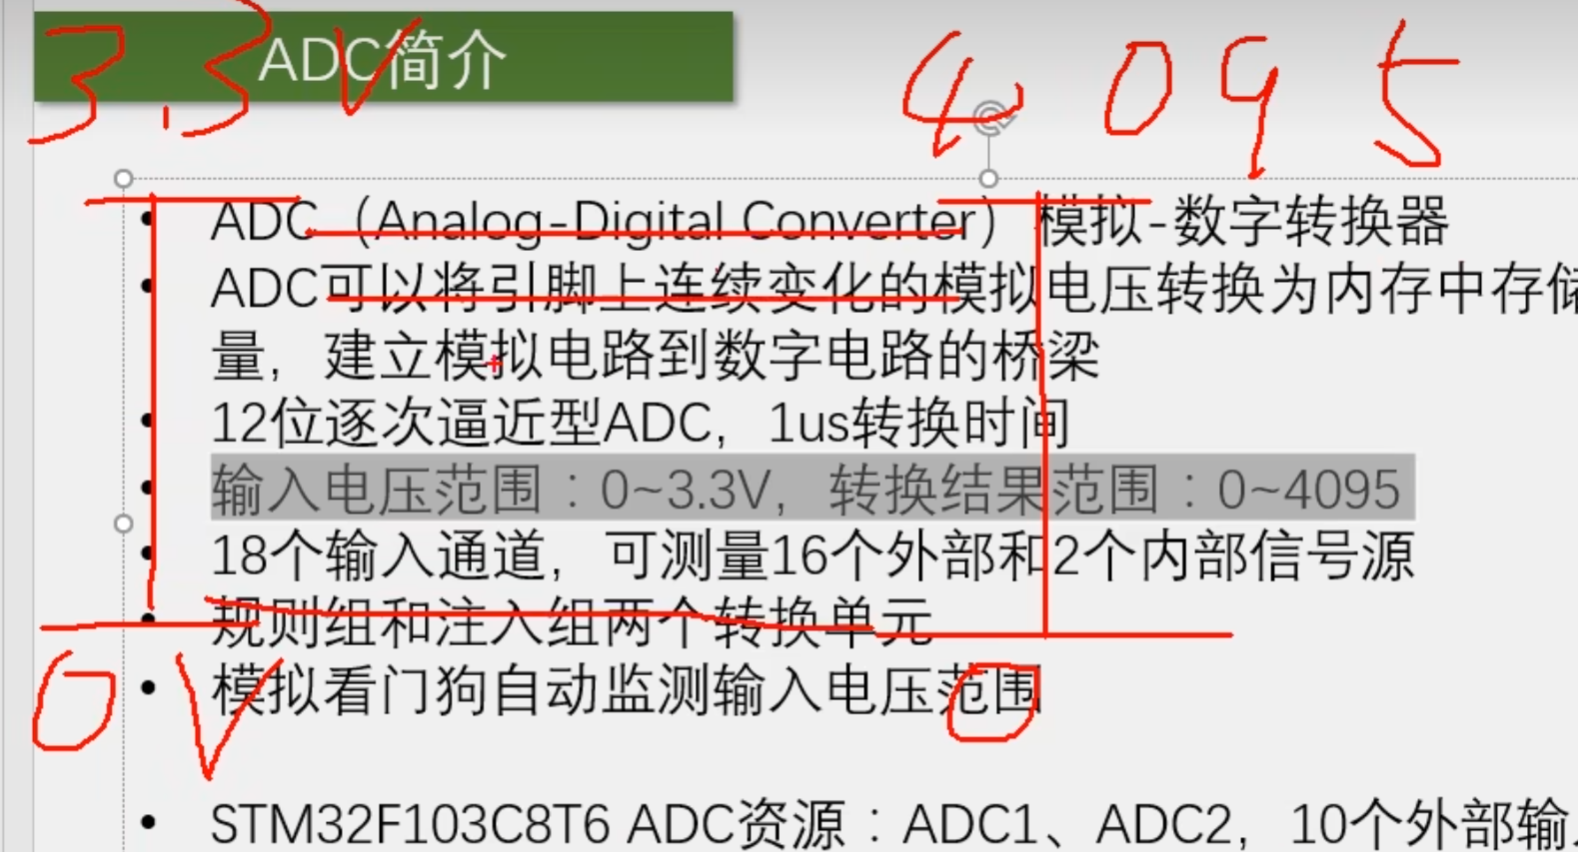 3.3V
ADC简介
4095
ADC（Analog-Digital Converter）模拟-数字转换器
ADC可以将引脚上连续变化的模拟电压转换为内存中存储
量，建立模拟电路到数字电路的桥梁
12位逐次逼近型ADC，1us转换时间
输入电压范围：0~3.3V，转换结果范围：0~4095
18个输入通道，可测量16个外部和2个内部信号源
规则组和注入组两个转换单元
0V
模拟看门狗自动监测输入电压范围
0
STM32F103C8T6 ADC资源：ADC1、ADC2，10个外部输